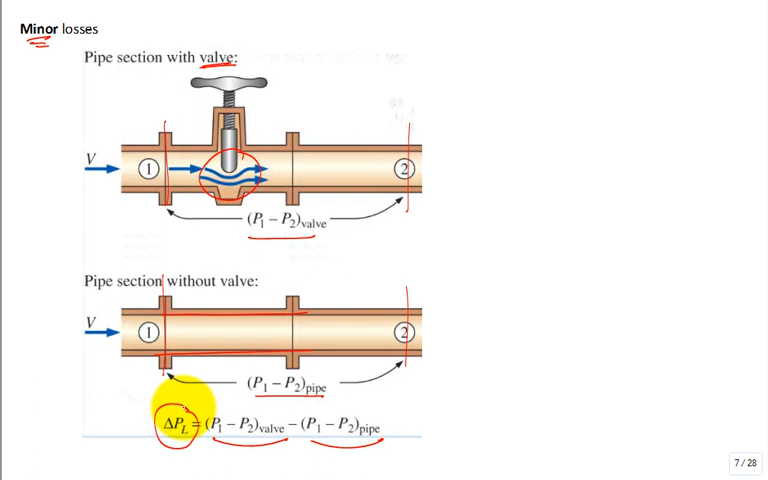 Minor losses
Pipe section with valve:
V
1
2
(P₁ – P₂)valve
Pipe section without valve:
V
1
2
(P₁ – P₂)pipe
ΔP_L = (P₁ – P₂)valve – (P₁ – P₂)pipe
7 / 28